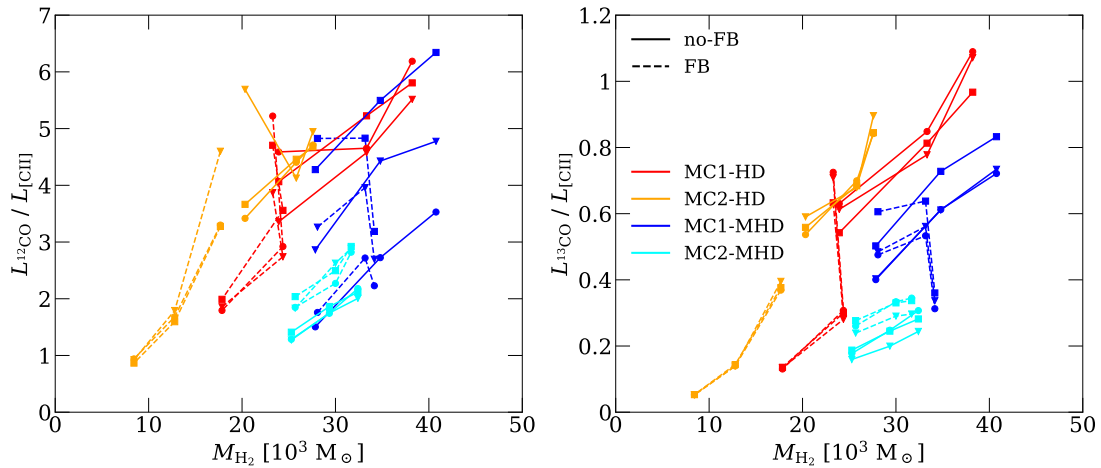 7
6
5
4
3
2
1
0
0
10
20
30
40
50
L¹²CO / L[CII]
M_H₂ [10³ M⊙]
1.2
1
0.8
0.6
0.4
0.2
0
0
10
20
30
40
50
L¹³CO / L[CII]
M_H₂ [10³ M⊙]
no-FB
FB
MC1-HD
MC2-HD
MC1-MHD
MC2-MHD